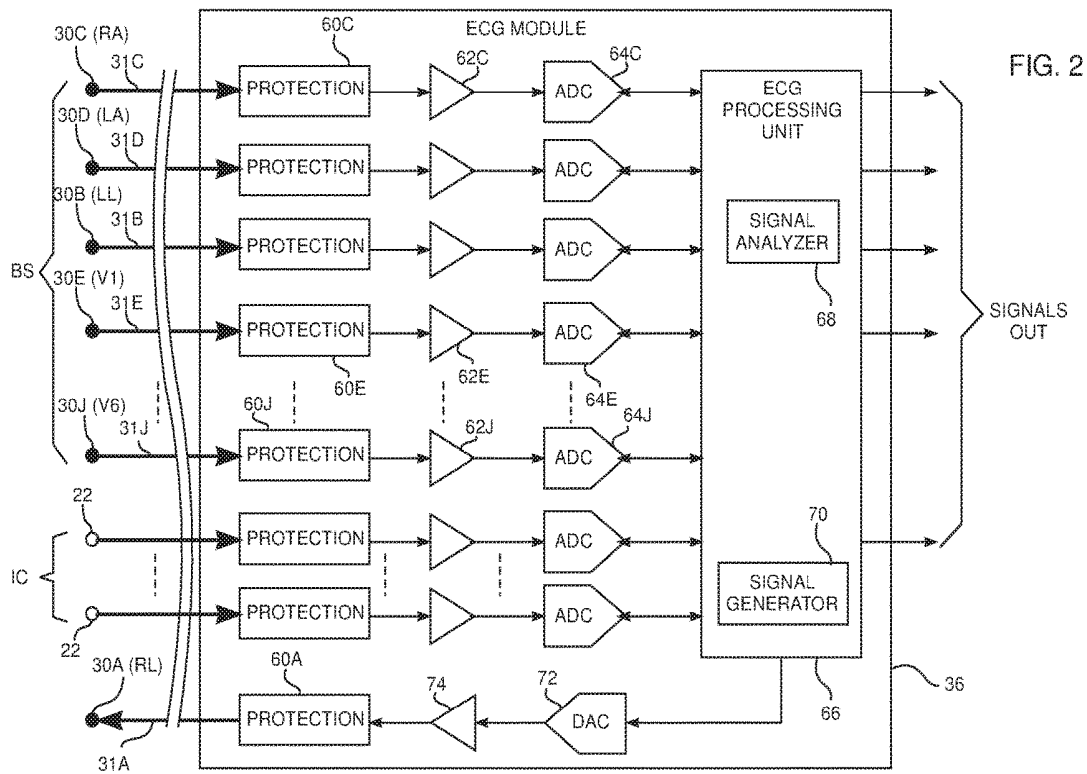 ECG MODULE
FIG. 2
30C (RA)
31C
60C
PROTECTION
62C
ADC
64C
ECG
PROCESSING
UNIT
30D (LA)
31D
PROTECTION
ADC
30B (LL)
31B
PROTECTION
ADC
SIGNAL
ANALYZER
68
BS
30E (V1)
31E
PROTECTION
60E
62E
ADC
64E
SIGNALS
OUT
30J (V6)
31J
60J
PROTECTION
62J
ADC
64J
22
PROTECTION
ADC
IC
70
SIGNAL
GENERATOR
22
PROTECTION
ADC
30A (RL)
31A
60A
PROTECTION
74
72
DAC
66
36